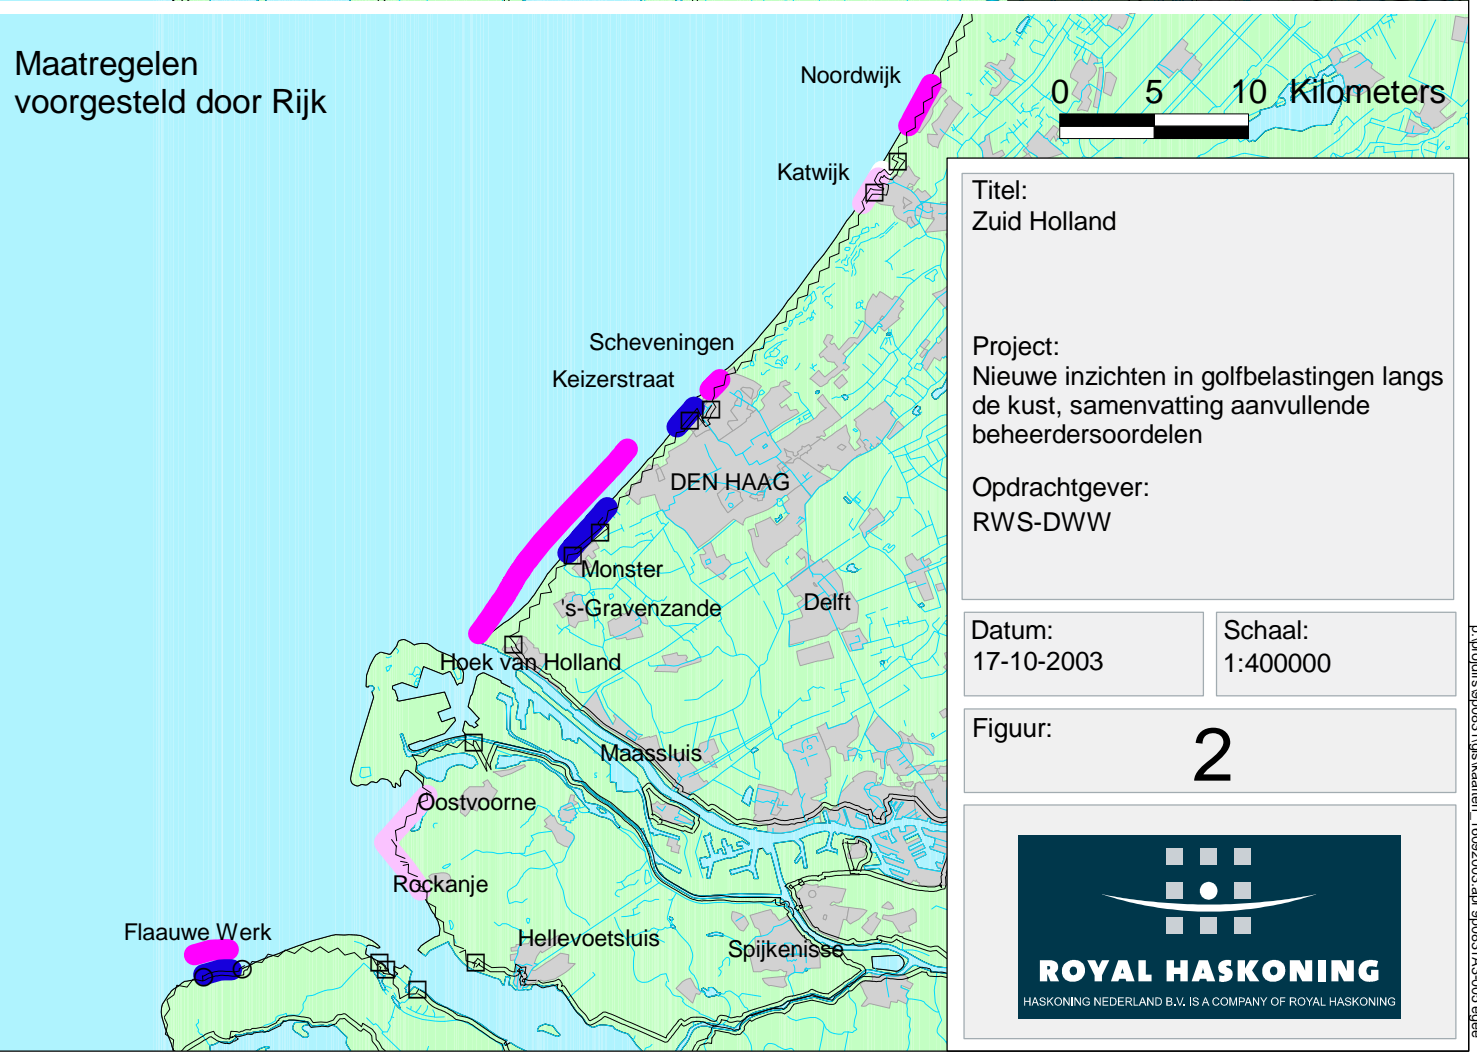 Maatregelen
voorgesteld door Rijk
Noordwijk
0 5 10 Kilometers
Katwijk
Scheveningen
Keizerstraat
DEN HAAG
Monster
's-Gravenzande
Delft
Hoek van Holland
Maassluis
Oostvoorne
Rockanje
Flaauwe Werk
Hellevoetsluis
Spijkenisse
Titel:
Zuid Holland
Project:
Nieuwe inzichten in golfbelastingen langs
de kust, samenvatting aanvullende
beheerdersoordelen
Opdrachtgever:
RWS-DWW
Datum:
17-10-2003
Schaal:
1:400000
Figuur:
2
ROYAL HASKONING
HASKONING NEDERLAND B.V. IS A COMPANY OF ROYAL HASKONING